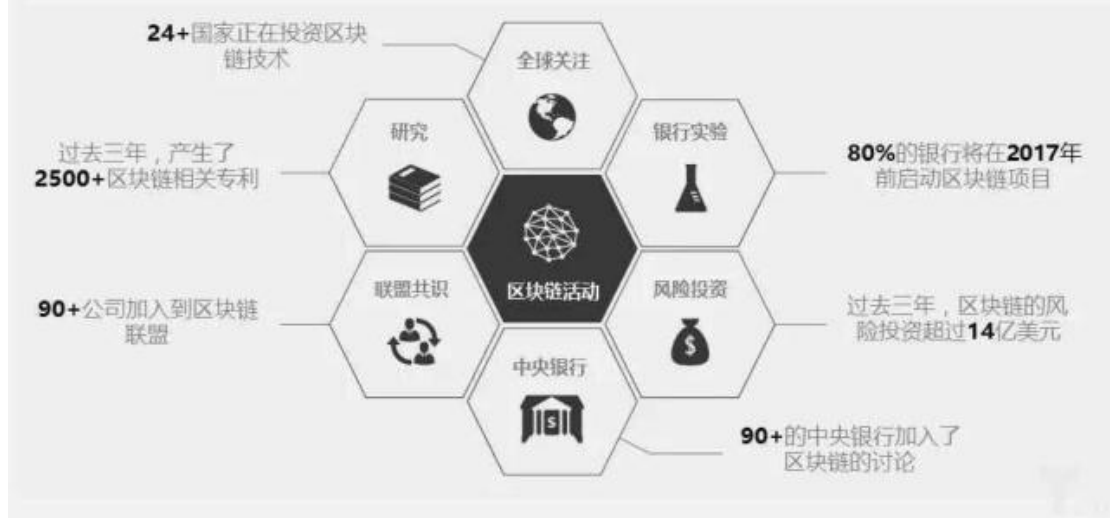 24+国家正在投资区块
链技术
全球关注
研究
银行实验
过去三年，产生了
2500+区块链相关专利
80%的银行将在2017年
前启动区块链项目
区块链活动
联盟共识
风险投资
90+公司加入到区块链
联盟
过去三年，区块链的风
险投资超过14亿美元
中央银行
90+的中央银行加入了
区块链的讨论